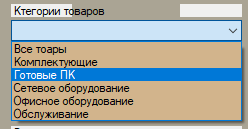 Ктегории товаров
Все тоары
Комплектующие
Готовые ПК
Сетевое оборудование
Офисное оборудование
Обслуживание